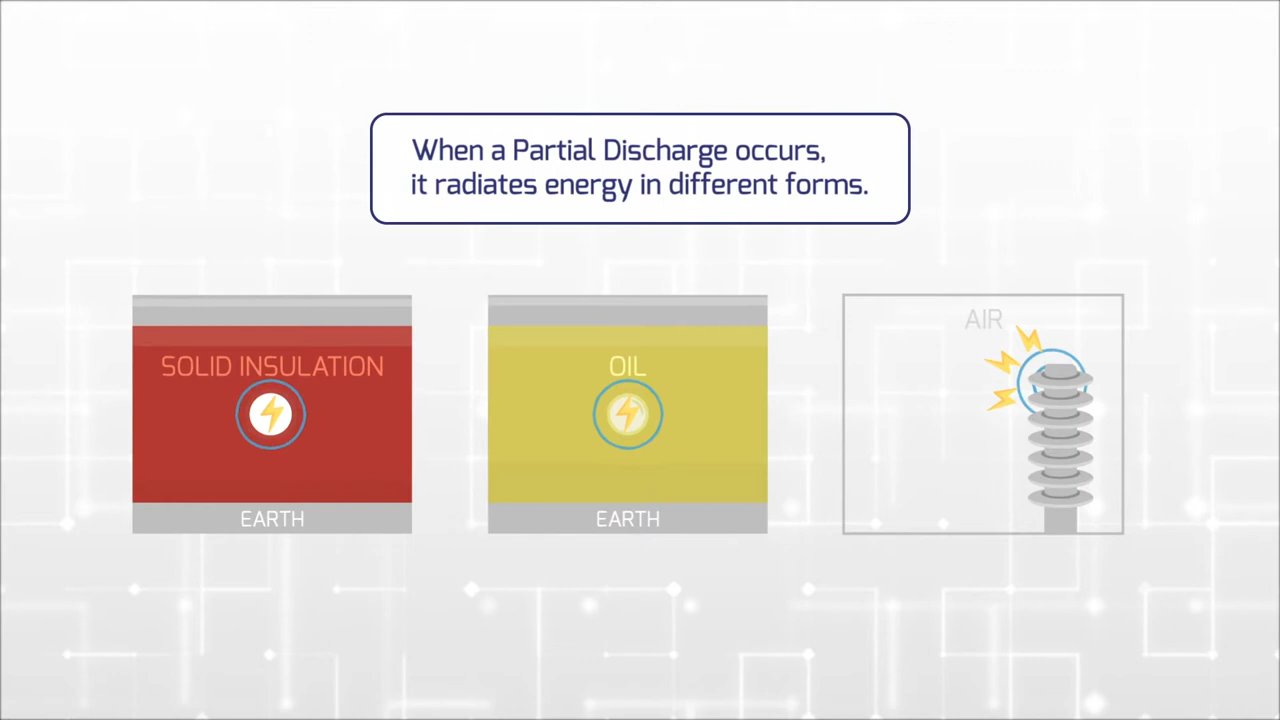 When a Partial Discharge occurs,
it radiates energy in different forms.
SOLID INSULATION
EARTH
OIL
EARTH
AIR